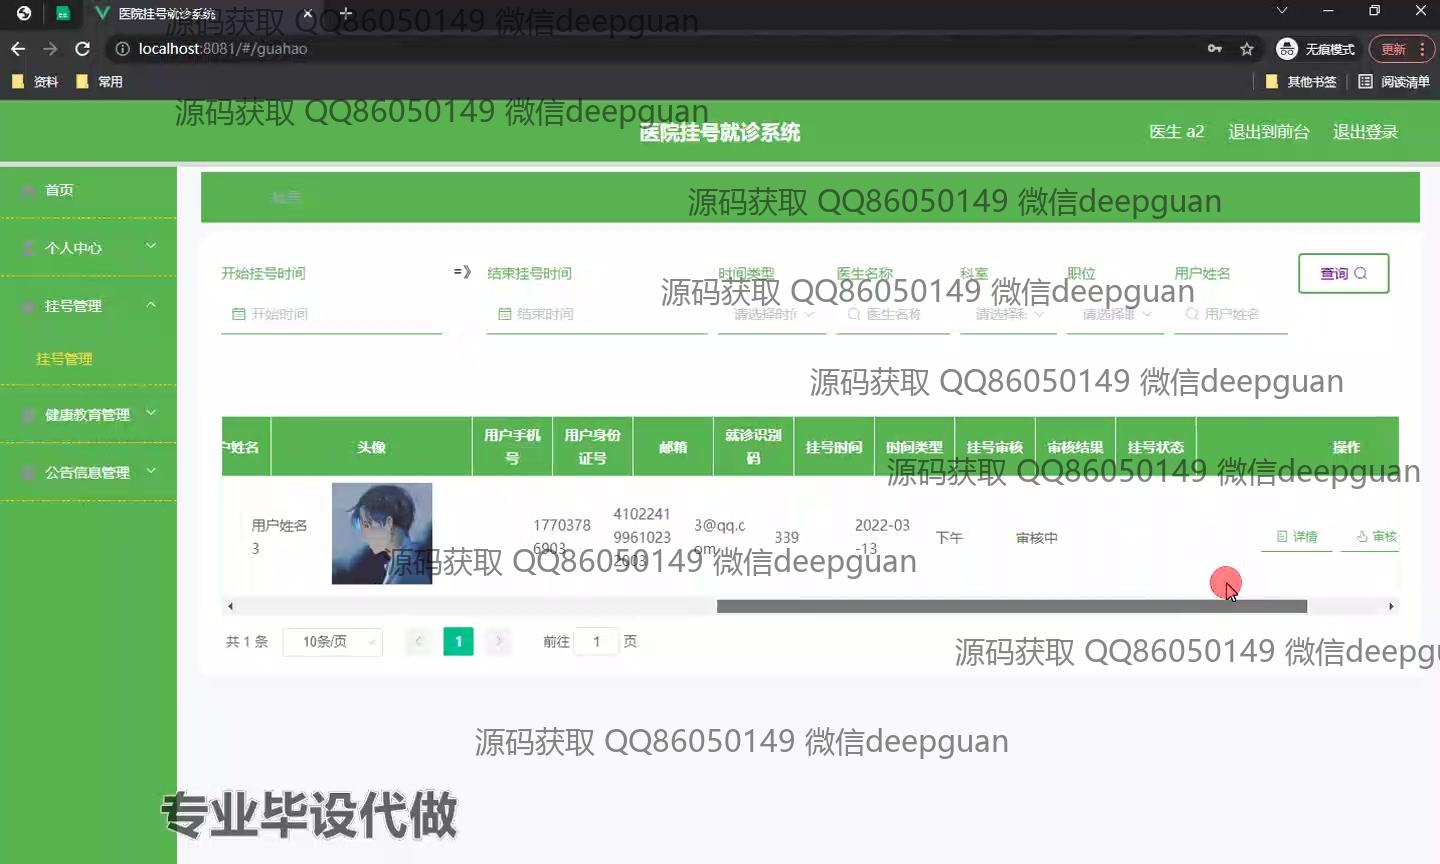 医院挂号就诊系统
源码获取 QQ86050149 微信deepguan
localhost:8081/#/guahao
无痕模式
更新
资料
常用
其他书签
阅读清单
源码获取 QQ86050149 微信deepguan
医院挂号就诊系统
医生 a2
退出到前台
退出登录
首页
个人中心
挂号管理
挂号管理
健康教育管理
公告信息管理
源码获取 QQ86050149 微信deepguan
开始挂号时间
=》
结束挂号时间
时间类型
医生名称
科室
职位
用户姓名
查询
源码获取 QQ86050149 微信deepguan
开始时间
结束时间
请选择时
医生名称
请选择
请选择
用户姓名
源码获取 QQ86050149 微信deepguan
户姓名
头像
用户手机
号
用户身份
证号
邮箱
就诊识别
码
挂号时间
时间类型
挂号审核
审核结果
挂号状态
操作
源码获取 QQ86050149 微信deepguan
用户姓名
3
1770378
6903
4102241
9961023
2003
3@qq.c
om
339
2022-03
-13
下午
审核中
详情
审核
源码获取 QQ86050149 微信deepguan
共 1 条
10条/页
1
前往
1
页
源码获取 QQ86050149 微信deepgu
源码获取 QQ86050149 微信deepguan
专业毕设代做